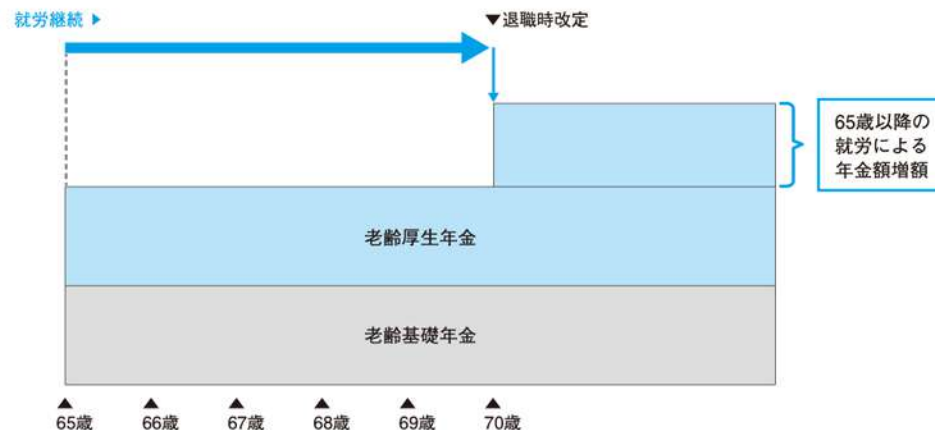 就労継続 ▶
▼退職時改定
65歳以降の
就労による
年金額増額
老齢厚生年金
老齢基礎年金
▲ ▲ ▲ ▲ ▲ ▲
65歳 66歳 67歳 68歳 69歳 70歳